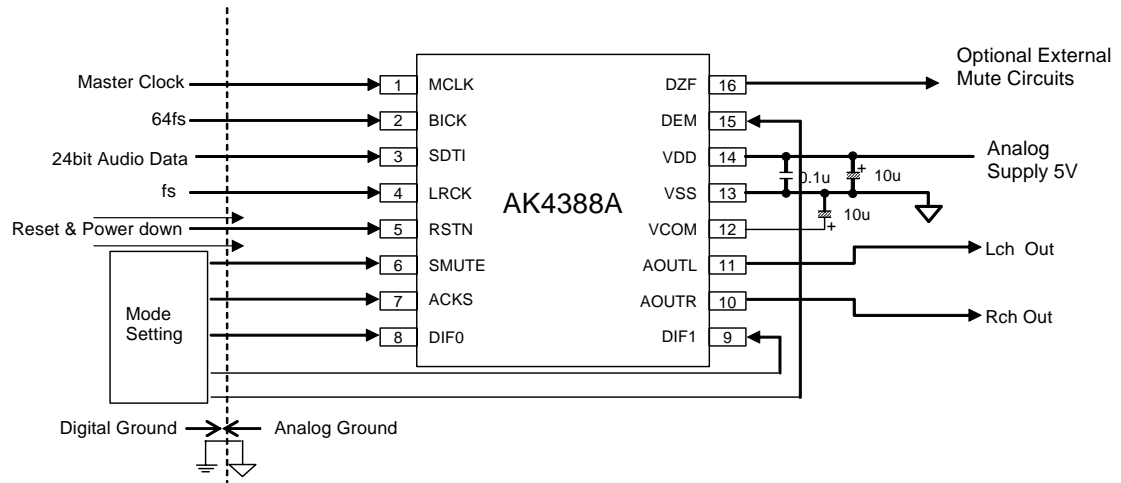 Master Clock
64fs
24bit Audio Data
fs
Reset & Power down
Mode
Setting
1 MCLK
2 BICK
3 SDTI
4 LRCK
5 RSTN
6 SMUTE
7 ACKS
8 DIF0
AK4388A
DZF 16
DEM 15
VDD 14
VSS 13
VCOM 12
AOUTL 11
AOUTR 10
DIF1 9
Optional External
Mute Circuits
Analog
Supply 5V
0.1u
+
10u
10u
+
Lch Out
Rch Out
Digital Ground
Analog Ground